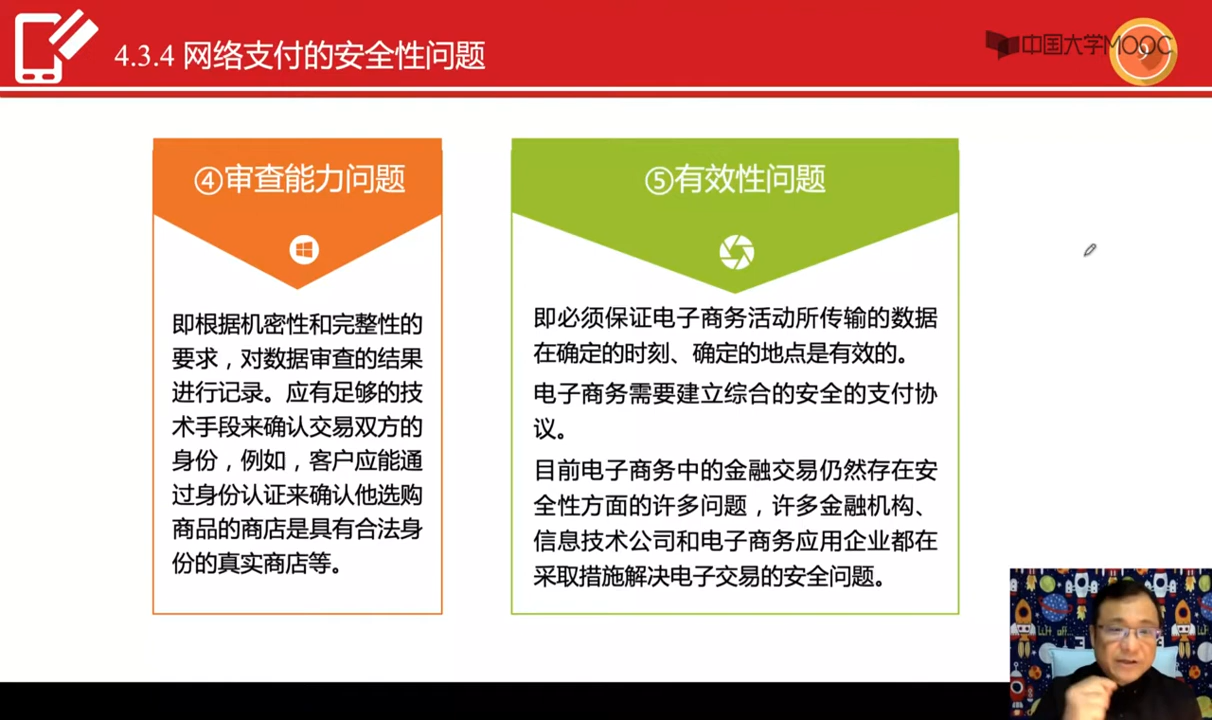 4.3.4 网络支付的安全性问题
中国大学MOOC
9
④审查能力问题
即根据机密性和完整性的
要求，对数据审查的结果
进行记录。应有足够的技
术手段来确认交易双方的
身份，例如，客户应能通
过身份认证来确认他选购
商品的商店是具有合法身
份的真实商店等。
⑤有效性问题
即必须保证电子商务活动所传输的数据
在确定的时刻、确定的地点是有效的。
电子商务需要建立综合的安全的支付协
议。
目前电子商务中的金融交易仍然存在安
全性方面的许多问题，许多金融机构、
信息技术公司和电子商务应用企业都在
采取措施解决电子交易的安全问题。